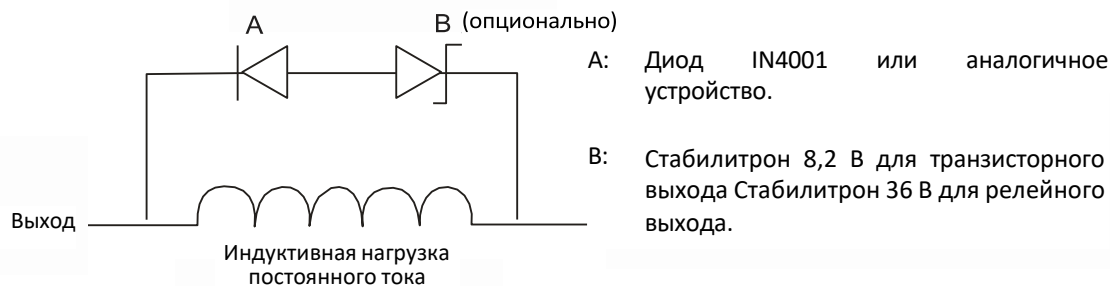 A
B (опционально)
A: Диод IN4001 или аналогичное
устройство.
B: Стабилитрон 8,2 В для транзисторного
выхода Стабилитрон 36 В для релейного
выхода.
Выход
Индуктивная нагрузка
постоянного тока